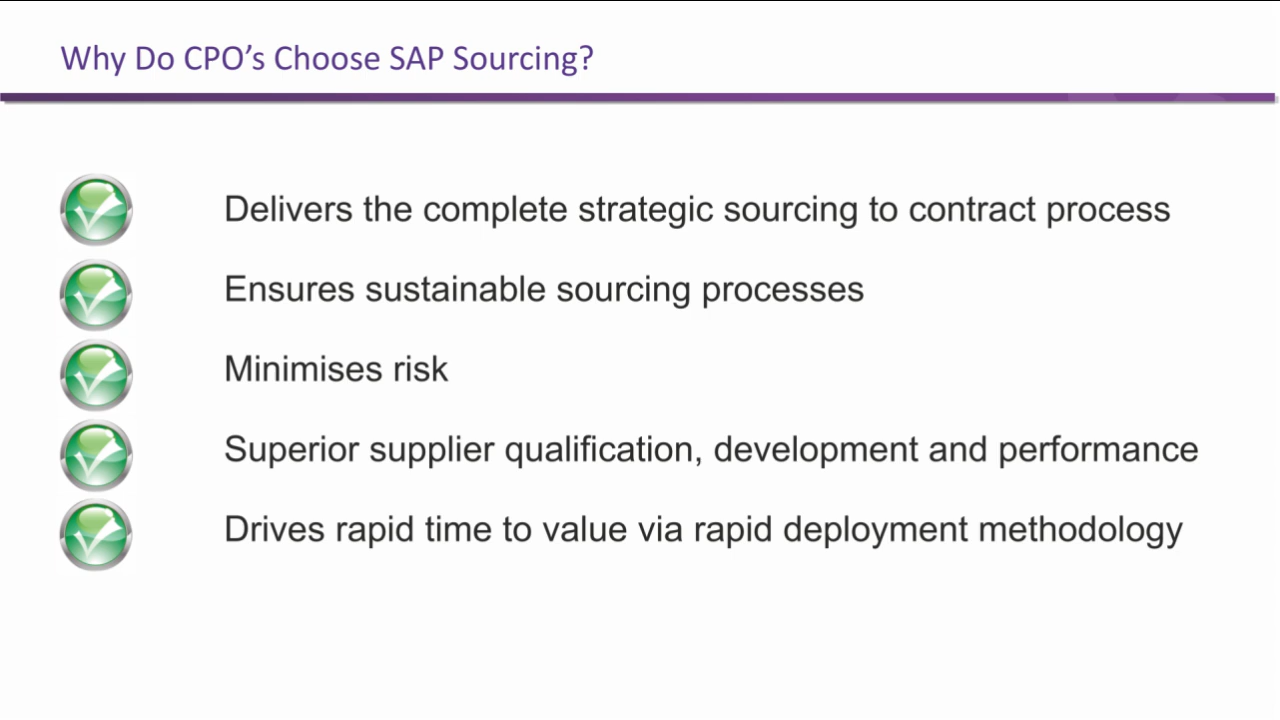 Why Do CPO’s Choose SAP Sourcing?
Delivers the complete strategic sourcing to contract process
Ensures sustainable sourcing processes
Minimises risk
Superior supplier qualification, development and performance
Drives rapid time to value via rapid deployment methodology